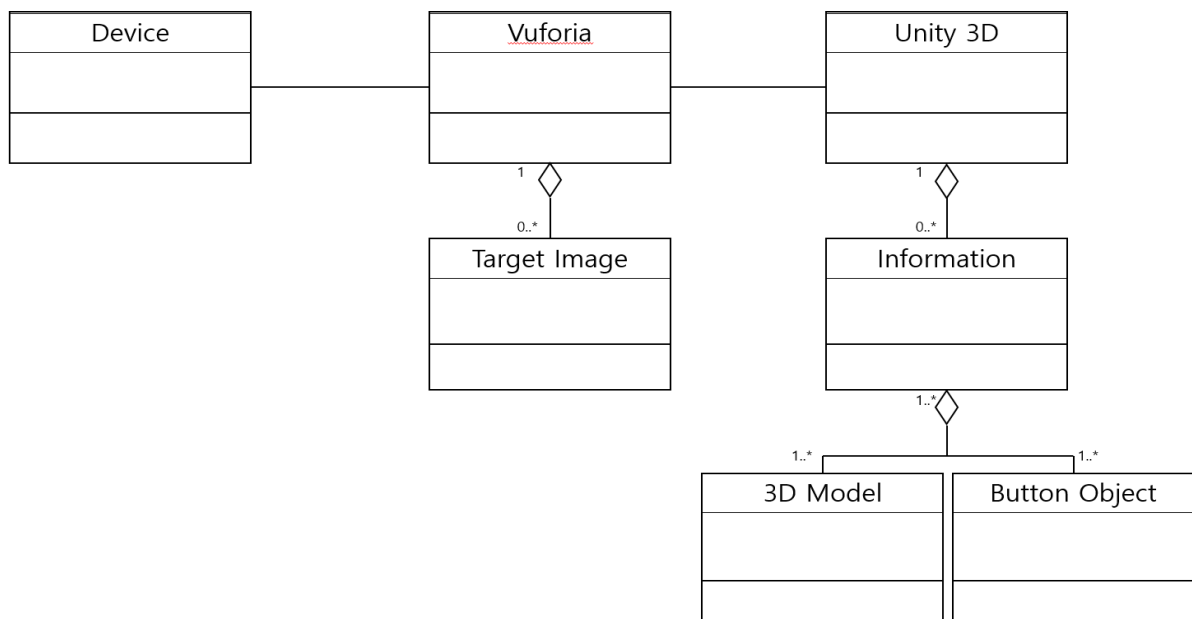 Device
Vuforia
Unity 3D
1
1
0..*
0..*
Target Image
Information
1..*
1..*
1..*
3D Model
Button Object